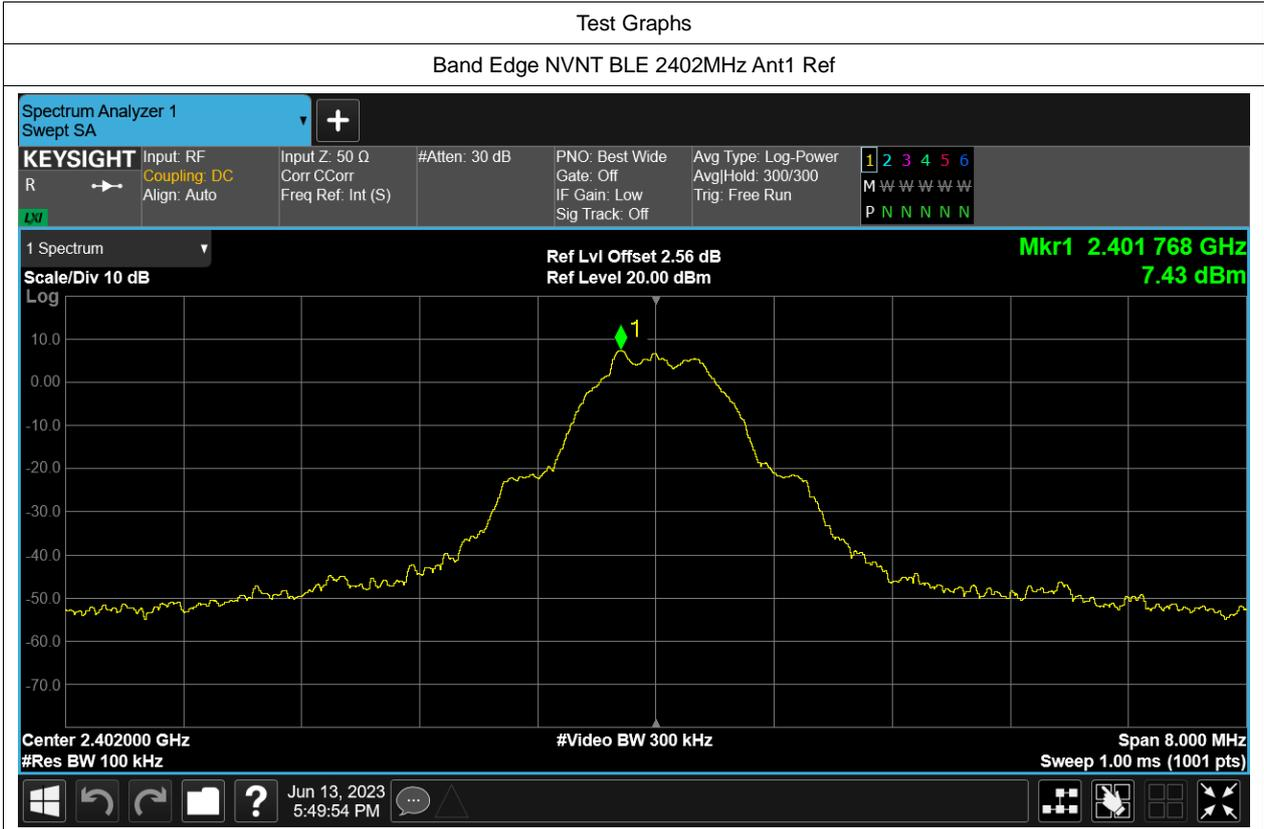 Test Graphs
Band Edge NVNT BLE 2402MHz Ant1 Ref
Spectrum Analyzer 1
Swept SA
KEYSIGHT
R
LXI
Input: RF
Coupling: DC
Align: Auto
Input Z: 50 Ω
Corr CCorr
Freq Ref: Int (S)
#Atten: 30 dB
PNO: Best Wide
Gate: Off
IF Gain: Low
Sig Track: Off
Avg Type: Log-Power
Avg|Hold: 300/300
Trig: Free Run
1 2 3 4 5 6
M W W W W W
P N N N N N
1 Spectrum
Scale/Div 10 dB
Log
Ref Lvl Offset 2.56 dB
Ref Level 20.00 dBm
Mkr1 2.401 768 GHz
7.43 dBm
1
10.0
0.00
-10.0
-20.0
-30.0
-40.0
-50.0
-60.0
-70.0
Center 2.402000 GHz
#Res BW 100 kHz
#Video BW 300 kHz
Span 8.000 MHz
Sweep 1.00 ms (1001 pts)
?
Jun 13, 2023
5:49:54 PM